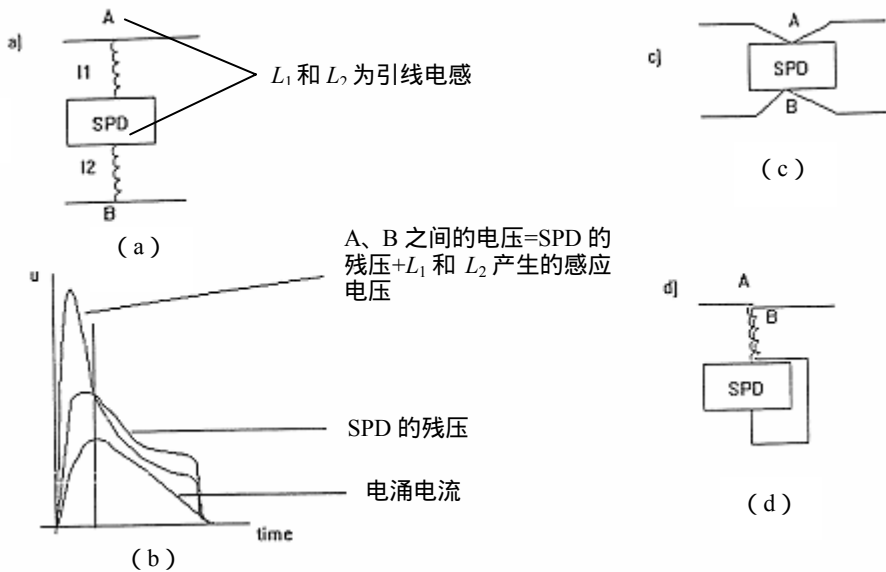 a)
A
l1
SPD
l2
B
L₁ 和 L₂ 为引线电感
(a)
c)
A
SPD
B
(c)
u
A、B 之间的电压=SPD 的
残压+L₁ 和 L₂ 产生的感应
电压
SPD 的残压
电涌电流
time
(b)
d)
A
B
SPD
(d)